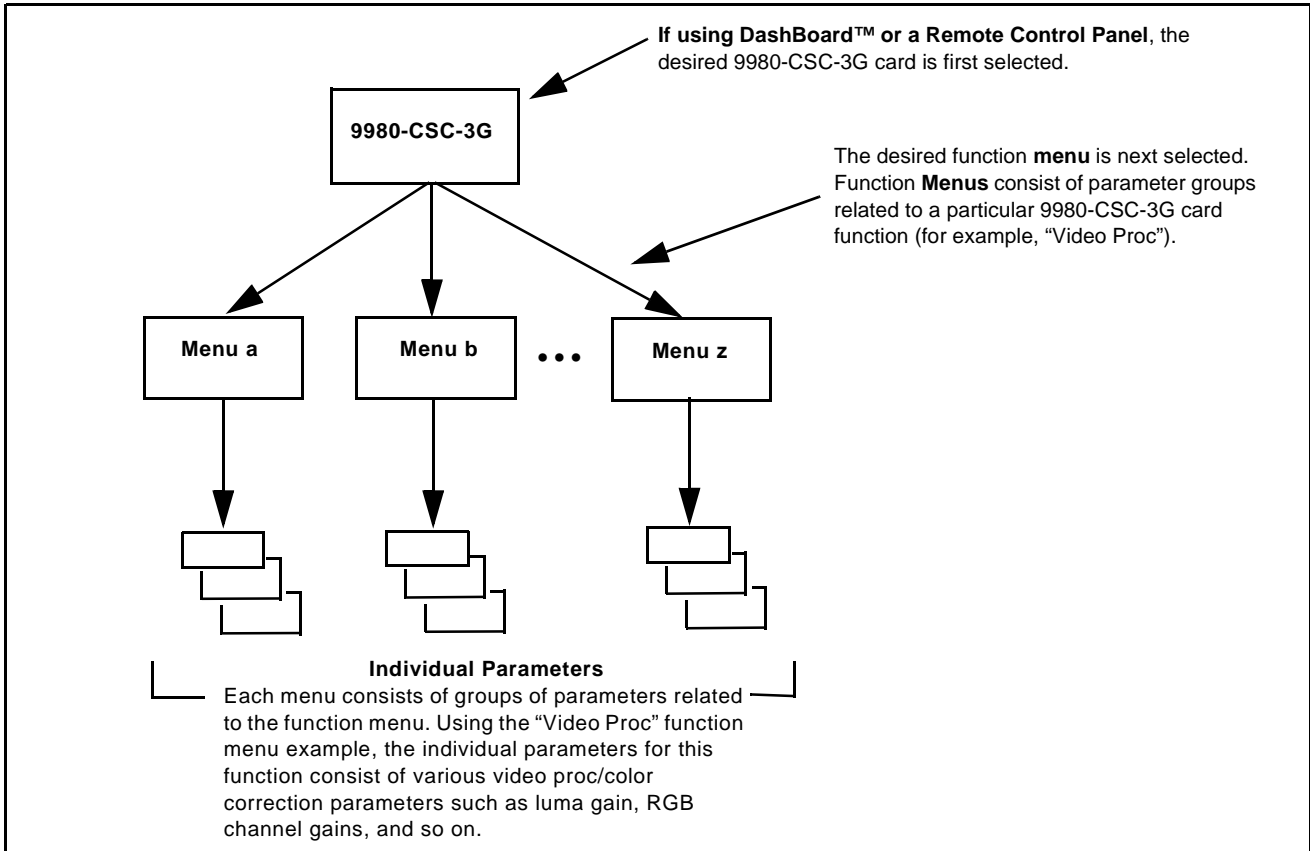 If using DashBoard™ or a Remote Control Panel, the
desired 9980-CSC-3G card is first selected.
9980-CSC-3G
The desired function menu is next selected.
Function Menus consist of parameter groups
related to a particular 9980-CSC-3G card
function (for example, “Video Proc”).
Menu a
Menu b
•••
Menu z
Individual Parameters
Each menu consists of groups of parameters related
to the function menu. Using the “Video Proc” function
menu example, the individual parameters for this
function consist of various video proc/color
correction parameters such as luma gain, RGB
channel gains, and so on.